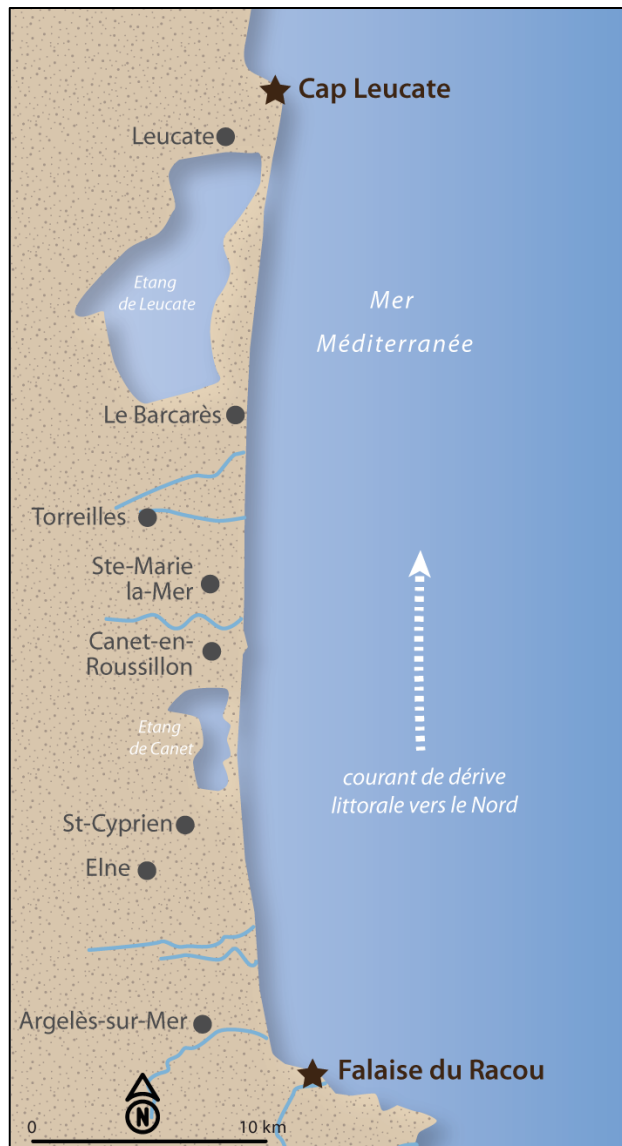 Cap Leucate
Leucate
Etang
de Leucate
Mer
Méditerranée
Le Barcarès
Torreilles
Ste-Marie
la-Mer
Canet-en-
Roussillon
Etang
de Canet
courant de dérive
littorale vers le Nord
St-Cyprien
Elne
Argelès-sur-Mer
Falaise du Racou
N
0 10 km